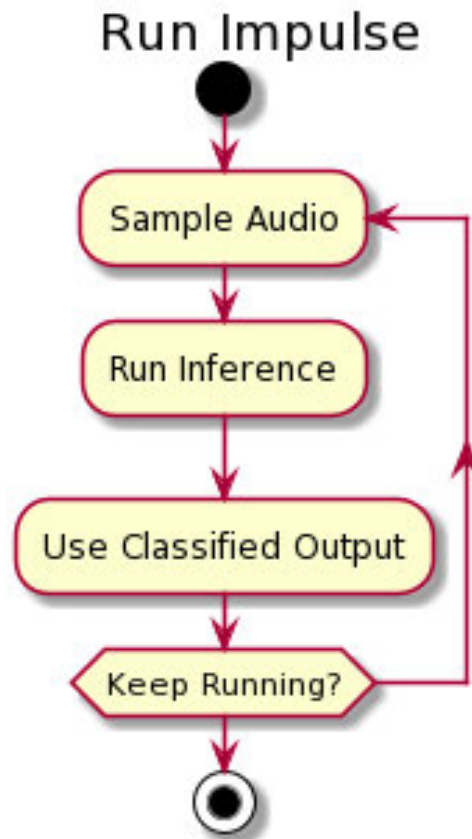 Run Impulse
Sample Audio
Run Inference
Use Classified Output
Keep Running?